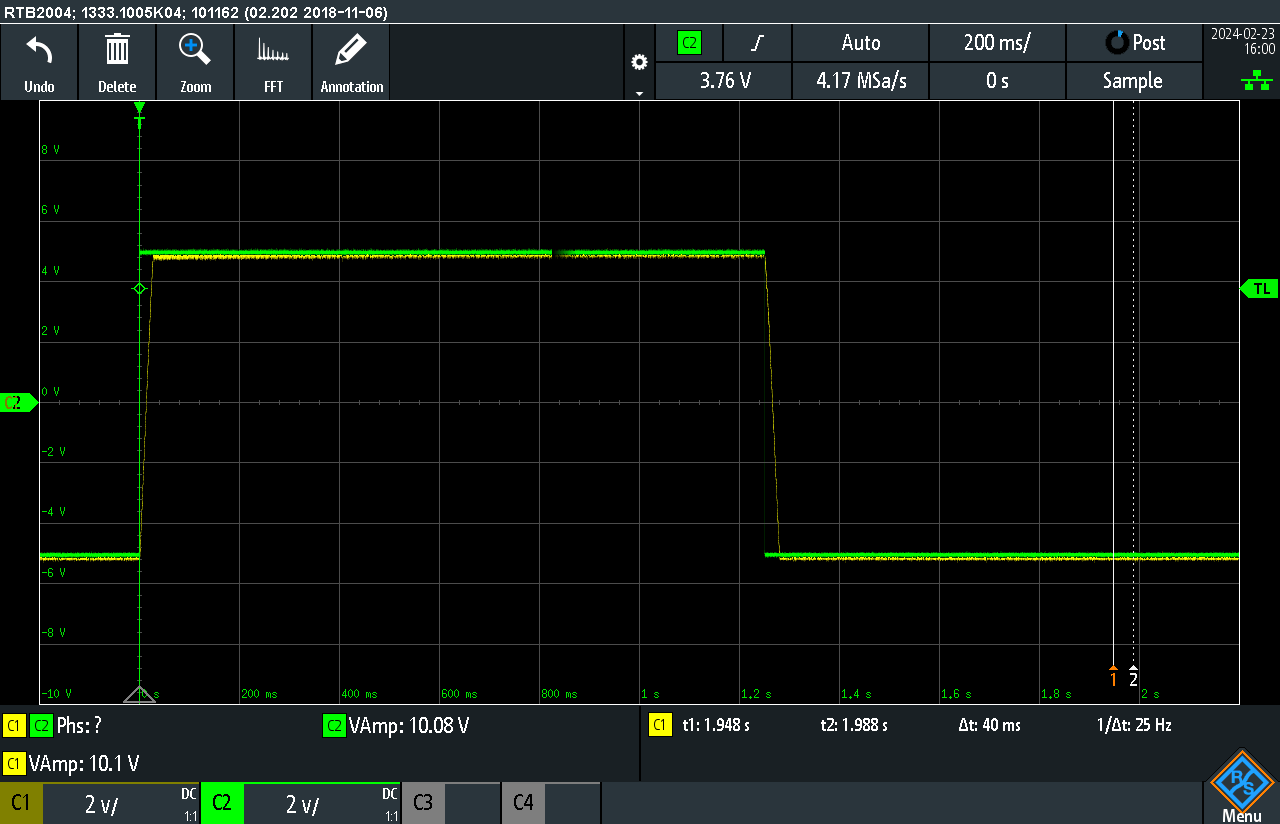 RTB2004; 1333.1005K04; 101162 (02.202 2018-11-06)
Undo
Delete
Zoom
FFT
Annotation
C2
Auto
200 ms/
Post
3.76 V
4.17 MSa/s
0 s
Sample
2024-02-23
16:00
T
8 V
6 V
4 V
2 V
0 V
-2 V
-4 V
-6 V
-8 V
-10 V
TL
C2
0 s
200 ms
400 ms
600 ms
800 ms
1 s
1.2 s
1.4 s
1.6 s
1.8 s
2 s
1
2
C1 C2 Phs: ?
C2 VAmp: 10.08 V
C1 VAmp: 10.1 V
C1 t1: 1.948 s t2: 1.988 s Δt: 40 ms 1/Δt: 25 Hz
C1 2 V/ DC 1:1
C2 2 V/ DC 1:1
C3
C4
R S
Menu